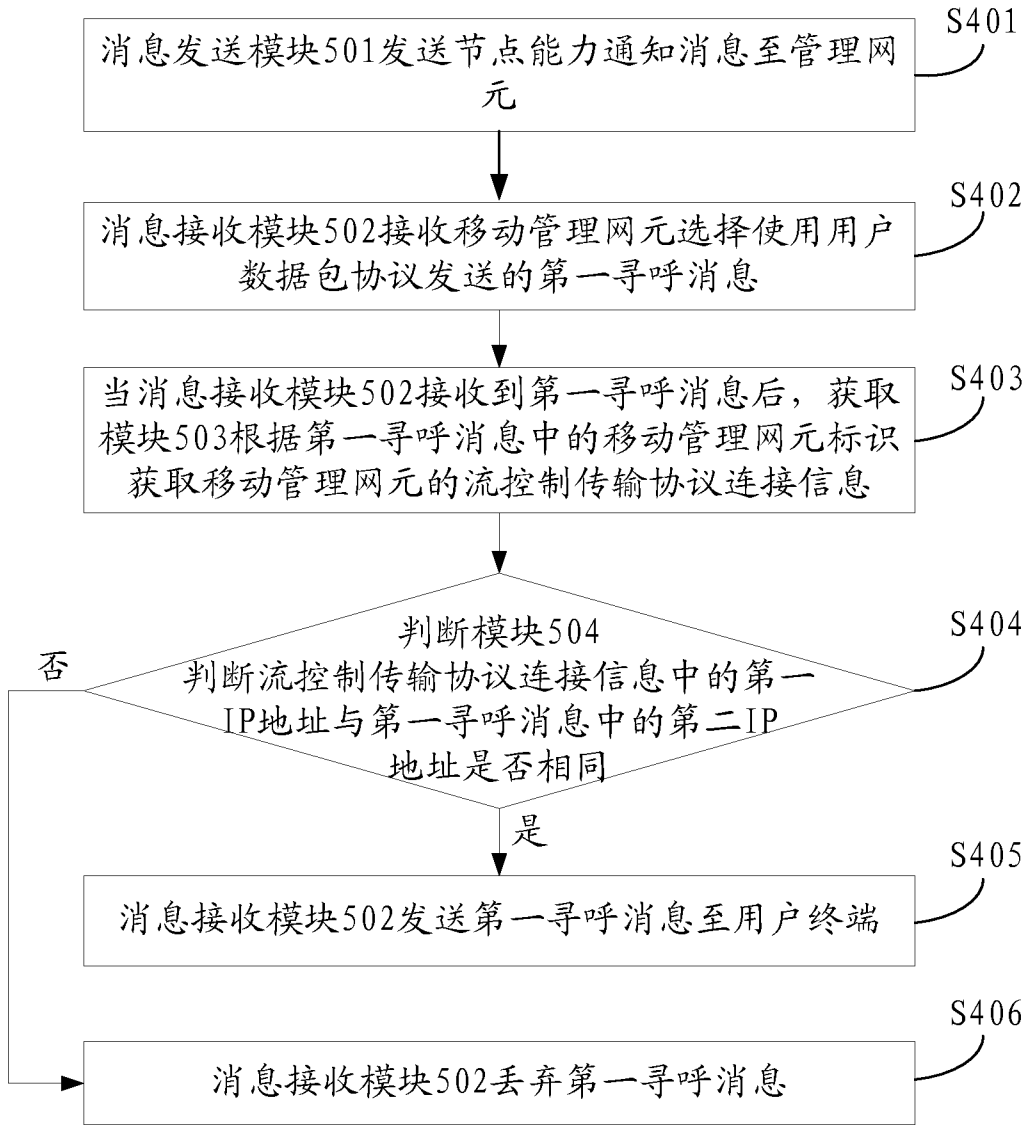 S401
消息发送模块501发送节点能力通知消息至管理网
元
S402
消息接收模块502接收移动管理网元选择使用用户
数据包协议发送的第一寻呼消息
S403
当消息接收模块502接收到第一寻呼消息后，获取
模块503根据第一寻呼消息中的移动管理网元标识
获取移动管理网元的流控制传输协议连接信息
S404
判断模块504
判断流控制传输协议连接信息中的第一
IP地址与第一寻呼消息中的第二IP
地址是否相同
否
是
S405
消息接收模块502发送第一寻呼消息至用户终端
S406
消息接收模块502丢弃第一寻呼消息